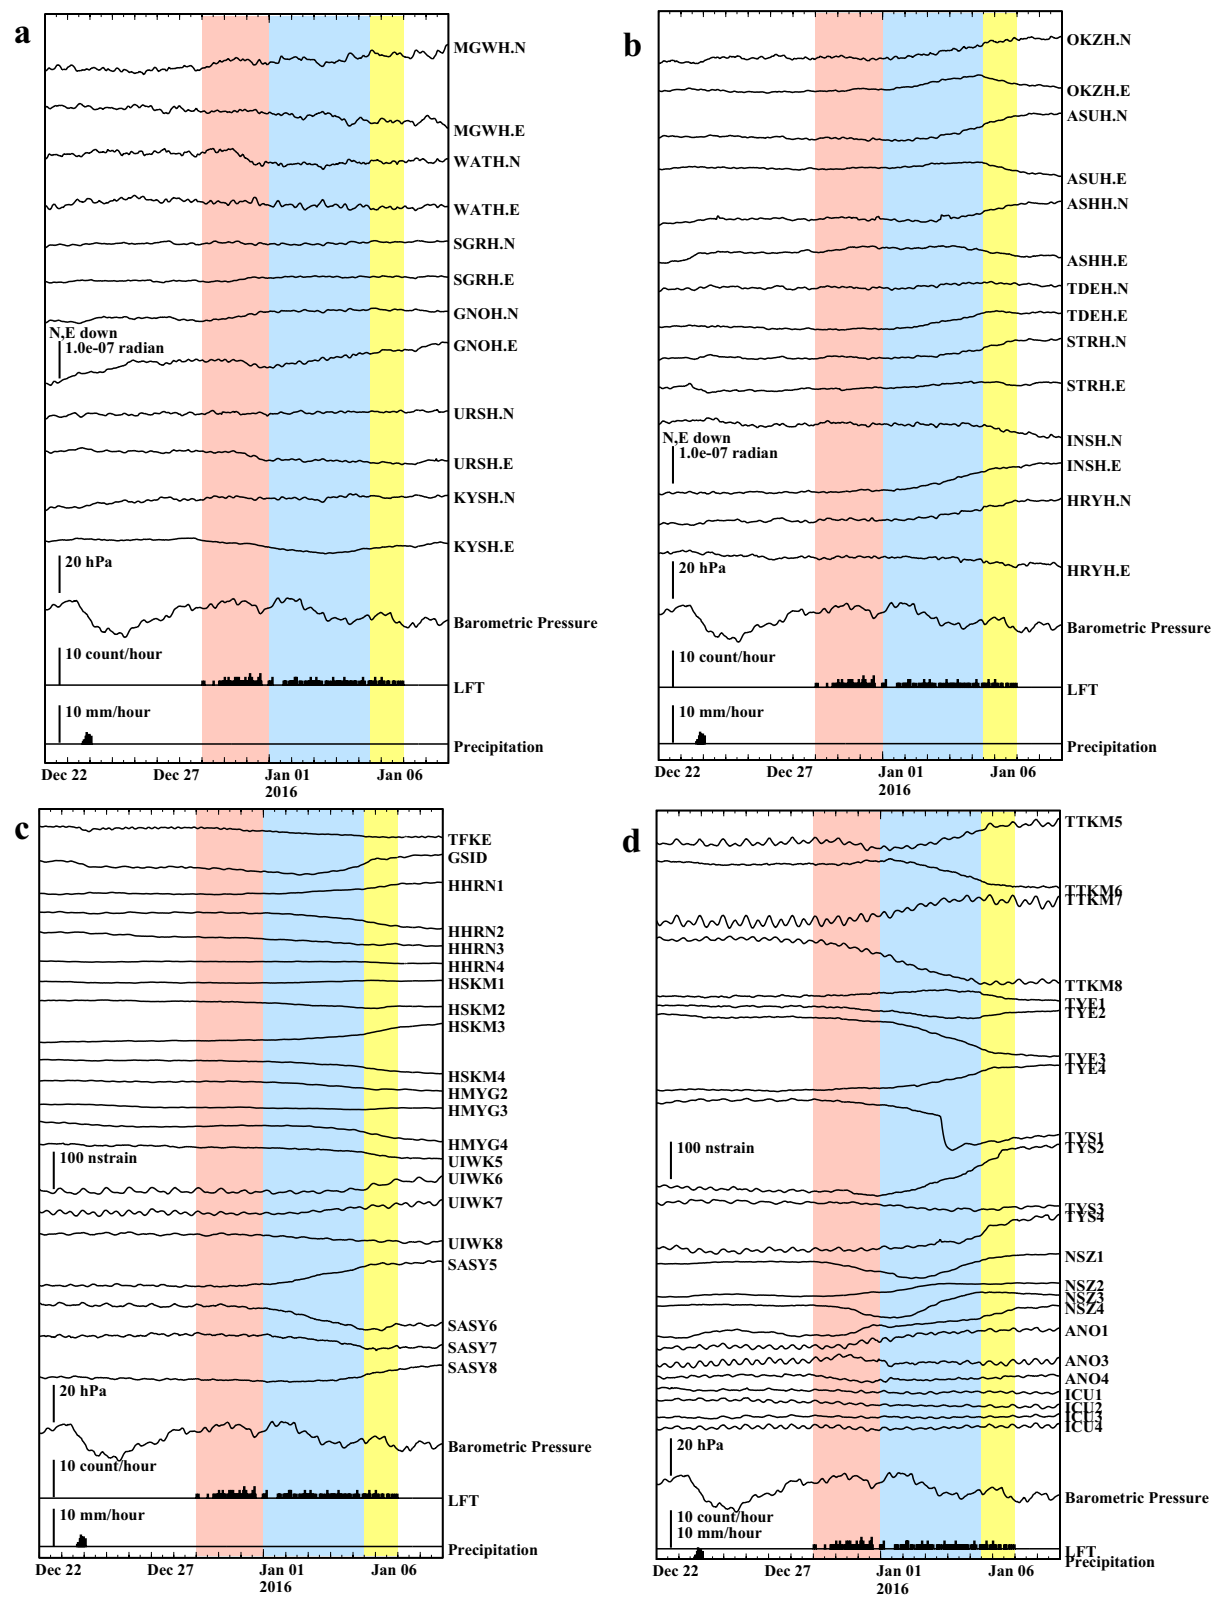 a
MGWH.N
MGWH.E
WATH.N
WATH.E
SGRH.N
SGRH.E
GNOH.N
N,E down
1.0e-07 radian
GNOH.E
URSH.N
URSH.E
KYSH.N
KYSH.E
20 hPa
Barometric Pressure
10 count/hour
LFT
10 mm/hour
Precipitation
Dec 22 Dec 27 Jan 01 Jan 06
2016
b
OKZH.N
OKZH.E
ASUH.N
ASUH.E
ASHH.N
ASHH.E
TDEH.N
TDEH.E
STRH.N
STRH.E
N,E down
INSH.N
1.0e-07 radian
INSH.E
HRYH.N
20 hPa
HRYH.E
Barometric Pressure
10 count/hour
LFT
10 mm/hour
Precipitation
Dec 22 Dec 27 Jan 01 Jan 06
2016
c
TFKE
GSID
HHRN1
HHRN2
HHRN3
HHRN4
HSKM1
HSKM2
HSKM3
HSKM4
HMYG2
HMYG3
HMYG4
100 nstrain
UIWK5
UIWK6
UIWK7
UIWK8
SASY5
SASY6
SASY7
SASY8
20 hPa
Barometric Pressure
10 count/hour
LFT
10 mm/hour
Precipitation
Dec 22 Dec 27 Jan 01 Jan 06
2016
d
TTKM5
TTKM6
TTKM7
TTKM8
TYE1
TYE2
TYE3
TYE4
TYS1
100 nstrain
TYS2
TYS3
TYS4
NSZ1
NSZ2
NSZ3
NSZ4
ANO1
ANO3
ANO4
ICU1
ICU2
ICU3
ICU4
20 hPa
Barometric Pressure
10 count/hour
10 mm/hour
LFT
Precipitation
Dec 22 Dec 27 Jan 01 Jan 06
2016